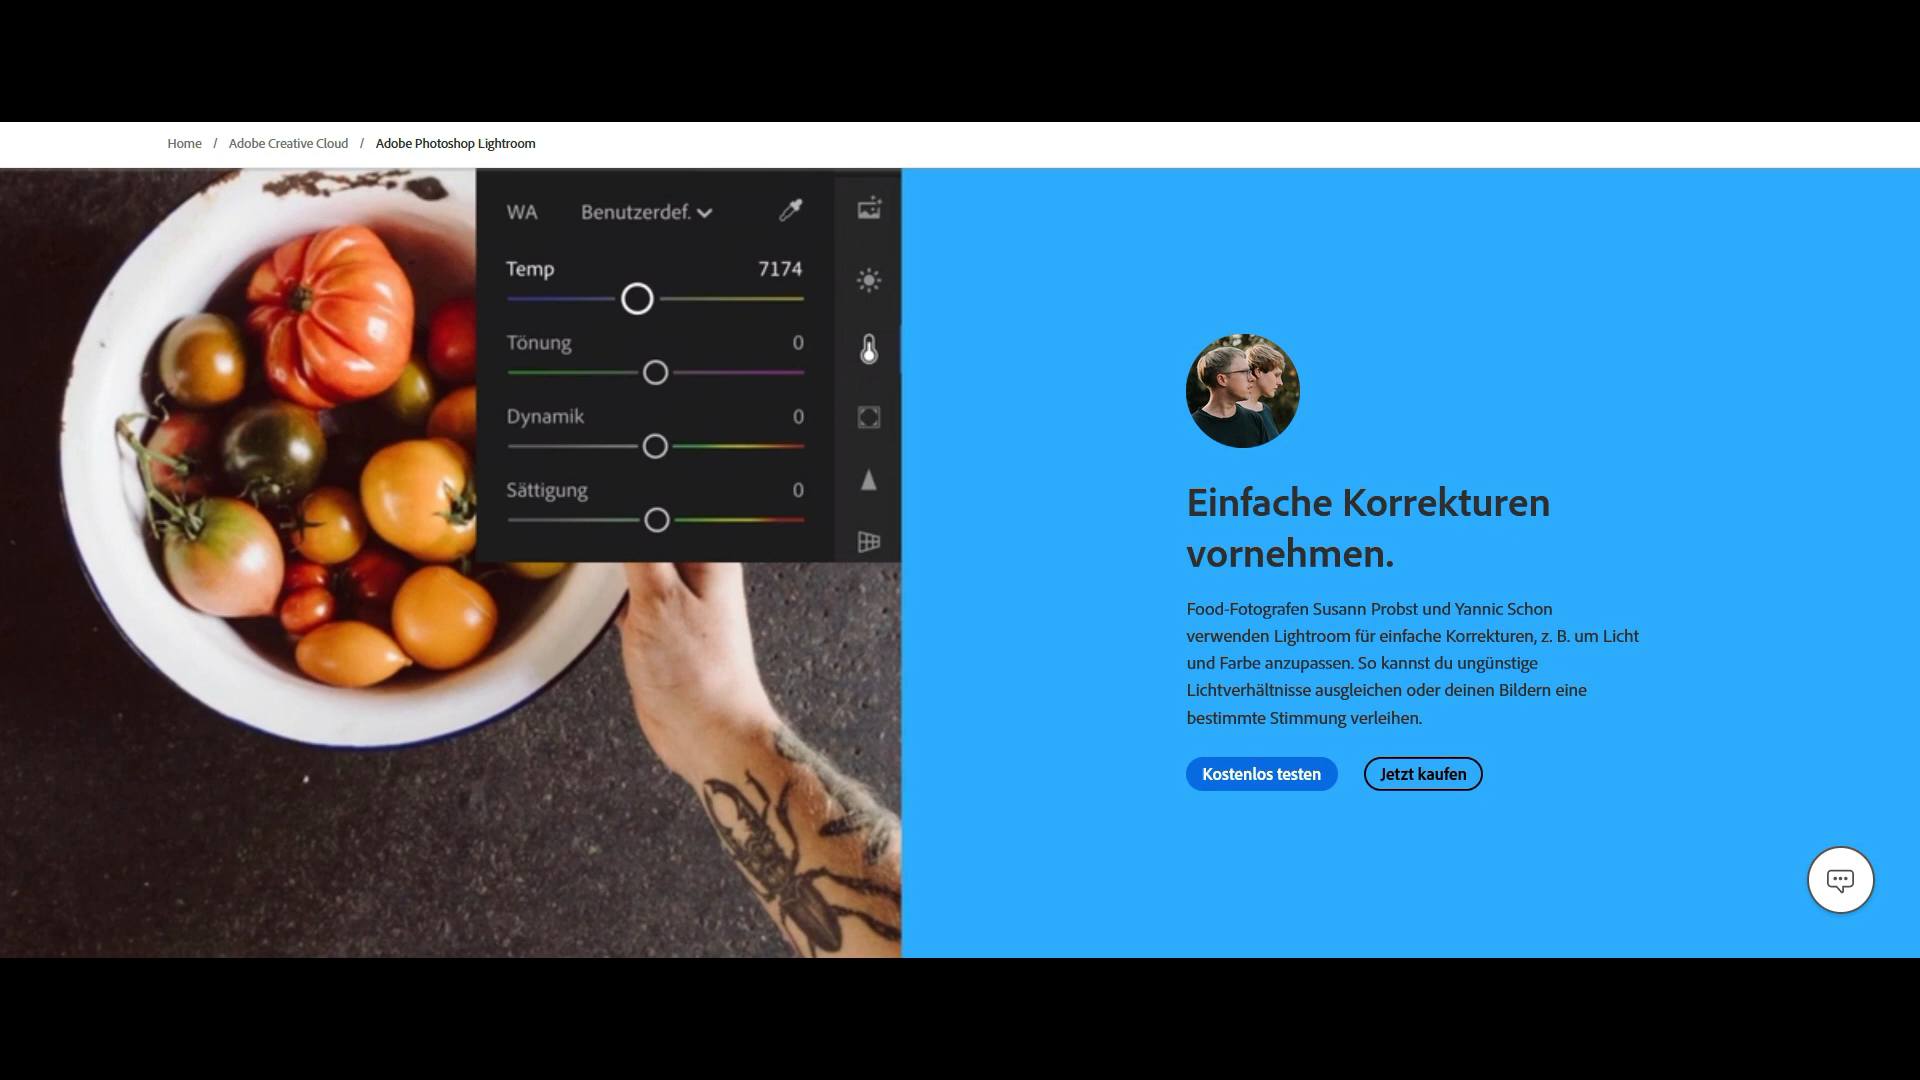 Home / Adobe Creative Cloud / Adobe Photoshop Lightroom
WA Benutzerdef.
Temp 7174
Tönung 0
Dynamik 0
Sättigung 0
Einfache Korrekturen
vornehmen.
Food-Fotografen Susann Probst und Yannic Schon
verwenden Lightroom für einfache Korrekturen, z. B. um Licht
und Farbe anzupassen. So kannst du ungünstige
Lichtverhältnisse ausgleichen oder deinen Bildern eine
bestimmte Stimmung verleihen.
Kostenlos testen Jetzt kaufen